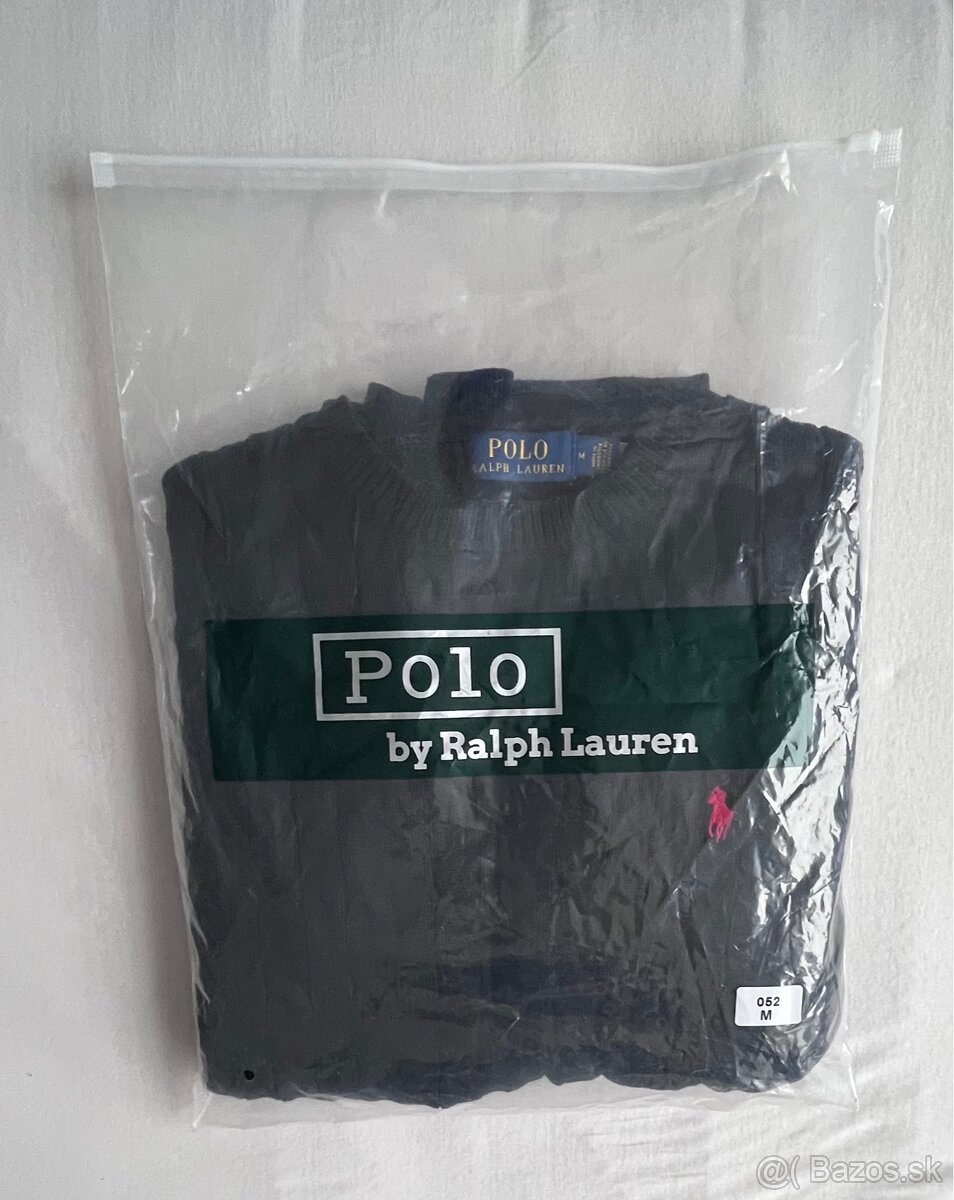 POLO
RALPH LAUREN
M
Polo
by Ralph Lauren
052
M
@( Bazos.sk